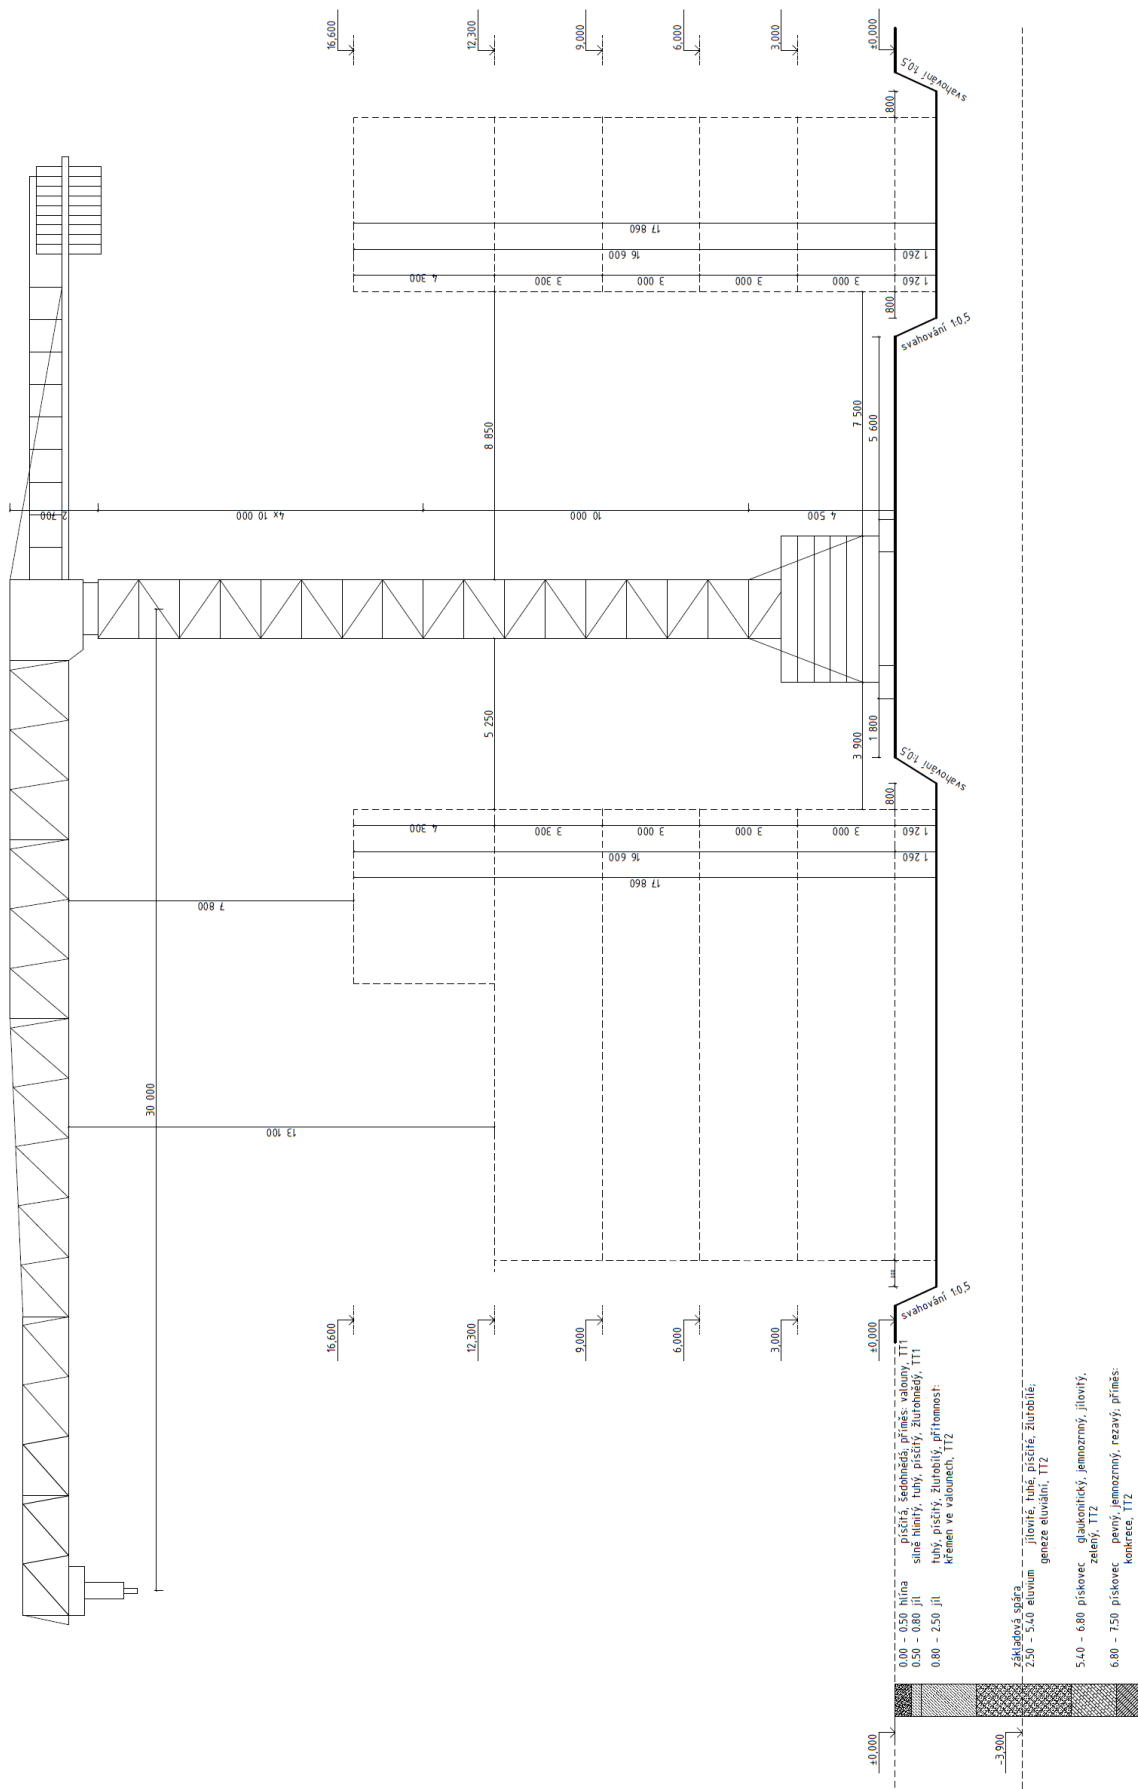 16,600
12,300
9,000
6,000
3,000
±0,000
svahování 1:0,5
800
17 860
16 600
1 260
4 300
3 300
3 000
3 000
3 000
1 260
800
svahování 1:0,5
8 850
7 500
5 600
2 700
4x 10 000
10 000
4 500
5 250
3 900
1 800
svahování 1:0,5
800
4 300
3 300
3 000
3 000
3 000
1 260
16 600
1 260
17 860
7 800
30 000
13 100
svahování 1:0,5
16,600
12,300
9,000
6,000
3,000
±0,000
0.00 – 0.50 hlína písčitá, šedohnědá; příměs: valouny, TT1
0.50 – 0.80 jíl silně hlinitý, tuhý, písčitý, žlutohnědý, TT1
0.80 – 2.50 jíl tuhý, písčitý, žlutobílý, přítomnost:
křemen ve valounech, TT2
základová spára
2.50 – 5.40 eluvium jílovité, tuhé, písčité, žlutobílé;
geneze eluviální, TT2
5.40 – 6.80 pískovec glaukonitický, jemnozrnný, jílovitý,
zelený, TT2
6.80 – 7.50 pískovec pevný, jemnozrnný, rezavý; příměs:
konkrece, TT2
±0,000
-3,900